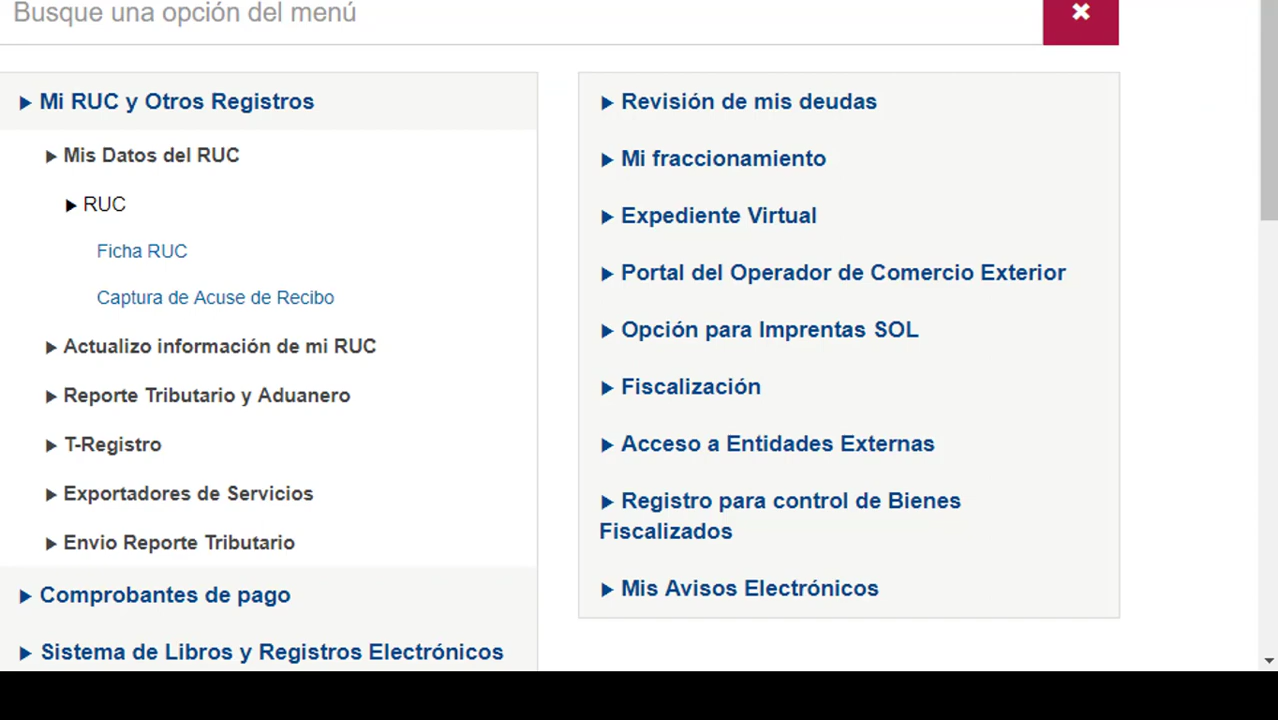 Busque una opción del menú
Mi RUC y Otros Registros
Mis Datos del RUC
RUC
Ficha RUC
Captura de Acuse de Recibo
Actualizo información de mi RUC
Reporte Tributario y Aduanero
T-Registro
Exportadores de Servicios
Envio Reporte Tributario
Comprobantes de pago
Sistema de Libros y Registros Electrónicos
Revisión de mis deudas
Mi fraccionamiento
Expediente Virtual
Portal del Operador de Comercio Exterior
Opción para Imprentas SOL
Fiscalización
Acceso a Entidades Externas
Registro para control de Bienes
Fiscalizados
Mis Avisos Electrónicos